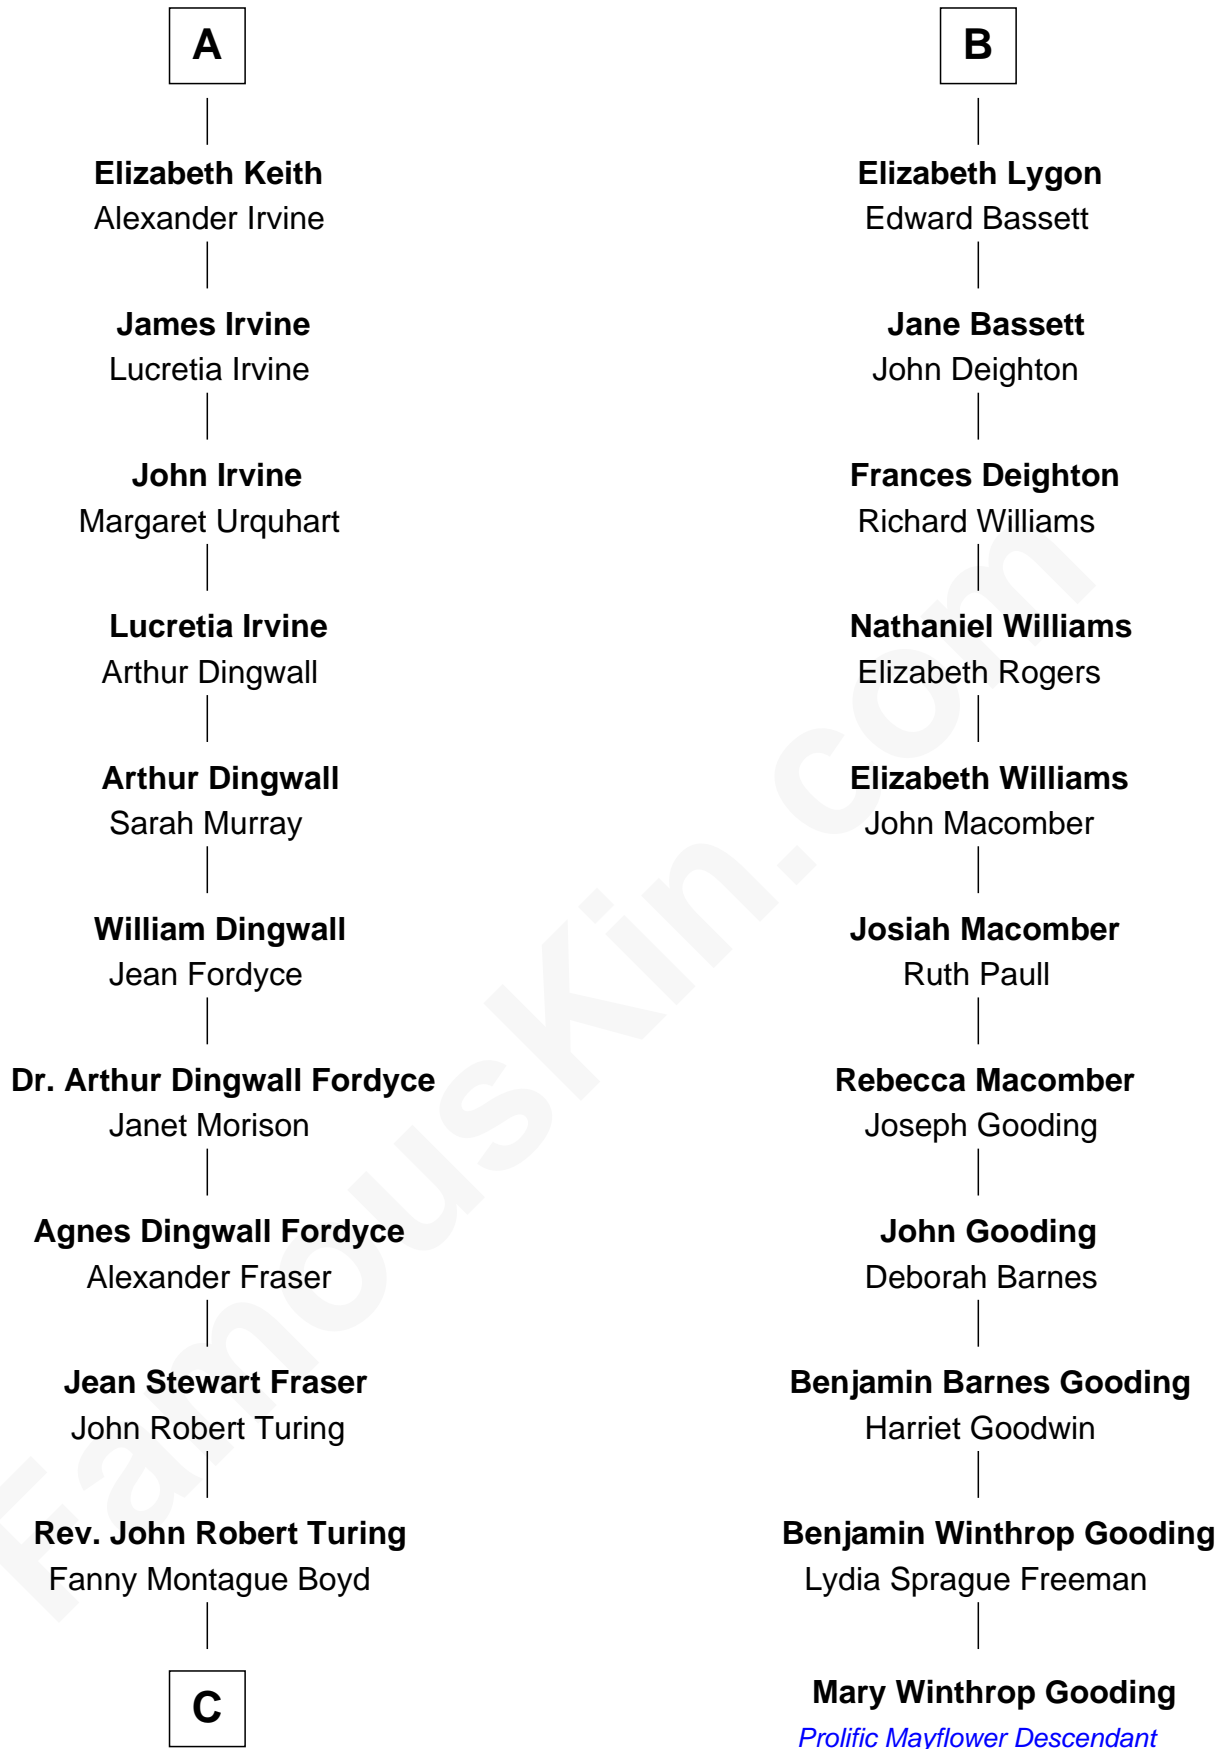 A
Elizabeth Keith
Alexander Irvine
James Irvine
Lucretia Irvine
John Irvine
Margaret Urquhart
Lucretia Irvine
Arthur Dingwall
Arthur Dingwall
Sarah Murray
William Dingwall
Jean Fordyce
Dr. Arthur Dingwall Fordyce
Janet Morison
Agnes Dingwall Fordyce
Alexander Fraser
Jean Stewart Fraser
John Robert Turing
Rev. John Robert Turing
Fanny Montague Boyd
C
B
Elizabeth Lygon
Edward Bassett
Jane Bassett
John Deighton
Frances Deighton
Richard Williams
Nathaniel Williams
Elizabeth Rogers
Elizabeth Williams
John Macomber
Josiah Macomber
Ruth Paull
Rebecca Macomber
Joseph Gooding
John Gooding
Deborah Barnes
Benjamin Barnes Gooding
Harriet Goodwin
Benjamin Winthrop Gooding
Lydia Sprague Freeman
Mary Winthrop Gooding
Prolific Mayflower Descendant
FamousKin.com